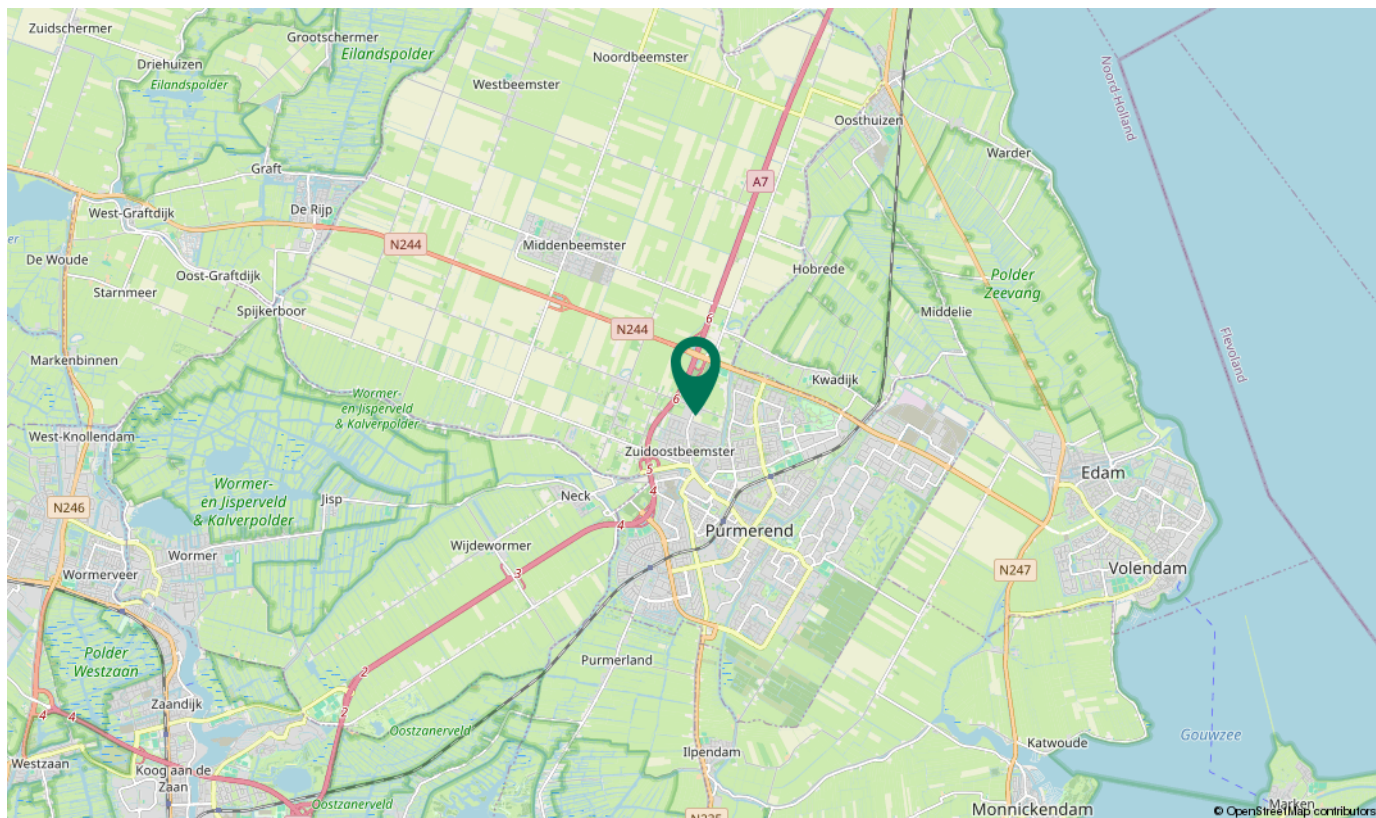 Zuidschermer
Grootschermer
Driehuizen
Eilandspolder
Eilandspolder
Noordbeemster
Westbeemster
Oosthuizen
Noord-Holland
Warder
A7
Graft
De Rijp
West-Graftdijk
N244
Middenbeemster
De Woude
Oost-Graftdijk
Starnmeer
Hobrede
Polder
Zeevang
Spijkerboor
Middelie
6
N244
Flevoland
Markenbinnen
Kwadijk
Wormer-
en Jisperveld
& Kalverpolder
6
West-Knollendam
Zuidoostbeemster
5
Edam
Wormer-
en Jisperveld
& Kalverpolder
Jisp
Neck
4
N246
4
Purmerend
Wormer
Wijdewormer
Wormerveer
3
N247
Volendam
Polder
Westzaan
Purmerland
2
Zaandijk
2
4
4
Oostzanerveld
Gouwzee
Ilpendam
Katwoude
Westzaan
Koog aan de
Zaan
Oostzanerveld
Marken
Monnickendam
N235
© OpenStreetMap contributors